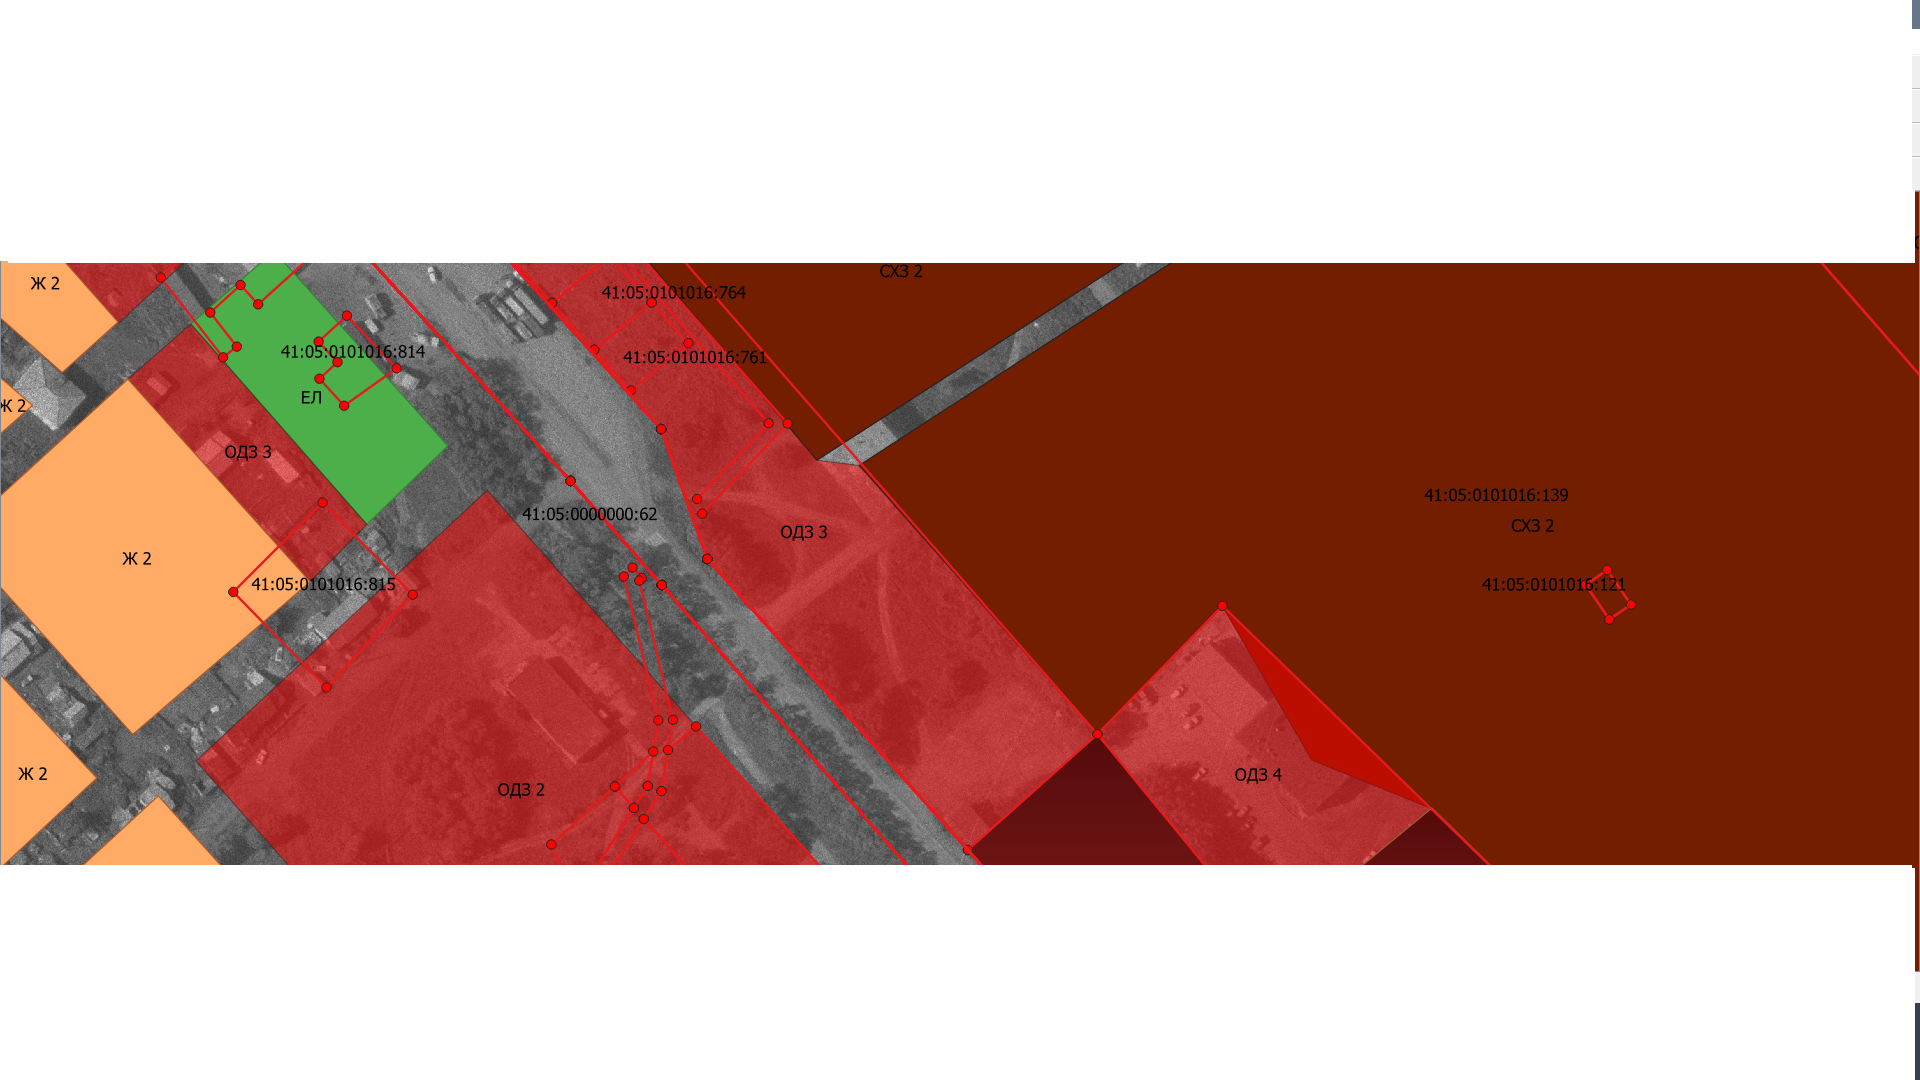 СХЗ 2
Ж 2
41:05:0101016:764
41:05:0101016:814
41:05:0101016:761
ЕЛ
Ж 2
ОДЗ 3
41:05:0101016:139
41:05:0000000:62
СХЗ 2
ОДЗ 3
Ж 2
41:05:0101016:815
41:05:0101016:121
Ж 2
ОДЗ 4
ОДЗ 2